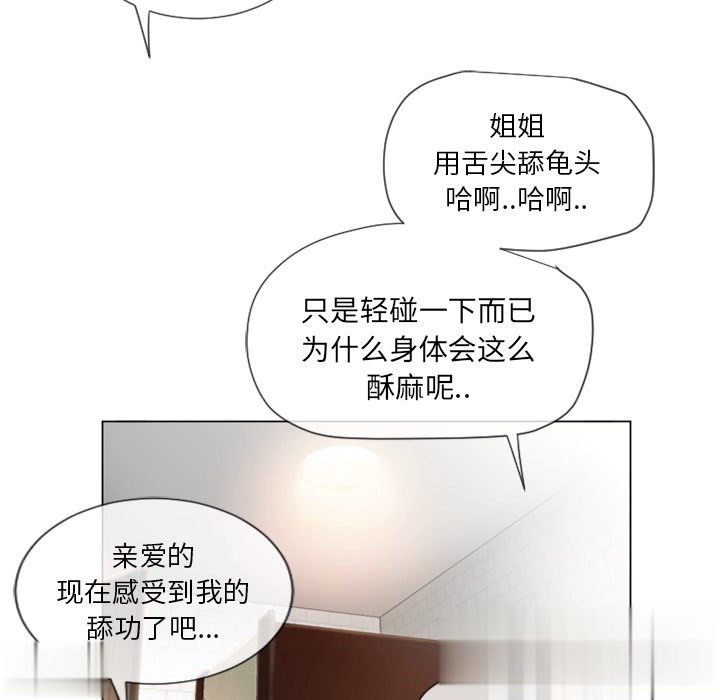 姐姐
用舌尖舔龟头
哈啊..哈啊..
只是轻碰一下而已
为什么身体会这么
酥麻呢..
亲爱的
现在感受到我的
舔功了吧...